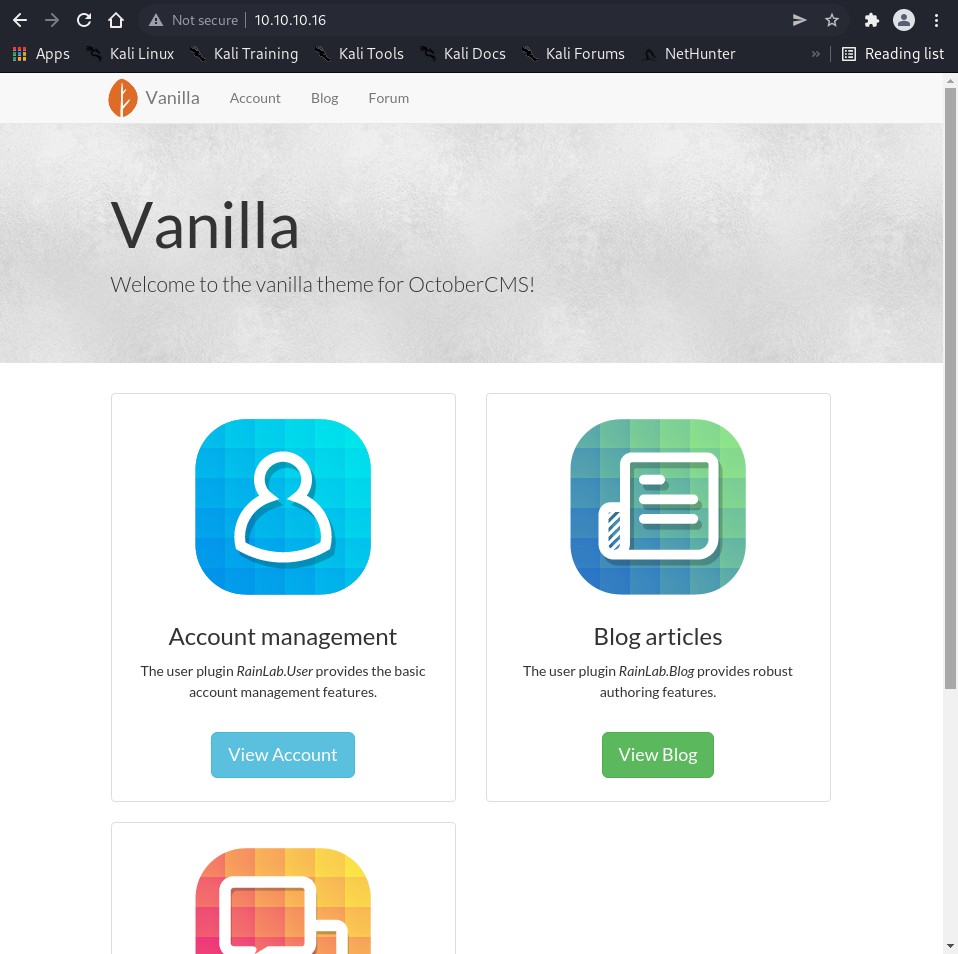 Not secure 10.10.10.16
Apps Kali Linux Kali Training Kali Tools Kali Docs Kali Forums NetHunter » Reading list
Vanilla Account Blog Forum
Vanilla
Welcome to the vanilla theme for OctoberCMS!
Account management
The user plugin RainLab.User provides the basic
account management features.
View Account
Blog articles
The user plugin RainLab.Blog provides robust
authoring features.
View Blog